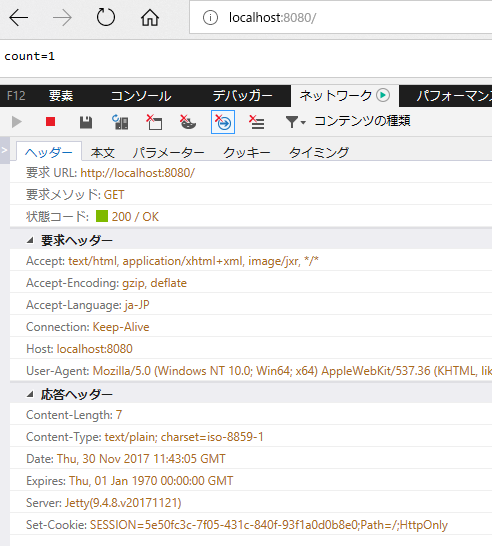 localhost:8080/
count=1
F12 要素 コンソール デバッガー ネットワーク パフォーマンス
コンテンツの種類
ヘッダー 本文 パラメーター クッキー タイミング
要求 URL: http://localhost:8080/
要求メソッド: GET
状態コード: 200 / OK
要求ヘッダー
Accept: text/html, application/xhtml+xml, image/jxr, */*
Accept-Encoding: gzip, deflate
Accept-Language: ja-JP
Connection: Keep-Alive
Host: localhost:8080
User-Agent: Mozilla/5.0 (Windows NT 10.0; Win64; x64) AppleWebKit/537.36 (KHTML, lik
応答ヘッダー
Content-Length: 7
Content-Type: text/plain; charset=iso-8859-1
Date: Thu, 30 Nov 2017 11:43:05 GMT
Expires: Thu, 01 Jan 1970 00:00:00 GMT
Server: Jetty(9.4.8.v20171121)
Set-Cookie: SESSION=5e50fc3c-7f05-431c-840f-93f1a0d0b8e0;Path=/;HttpOnly